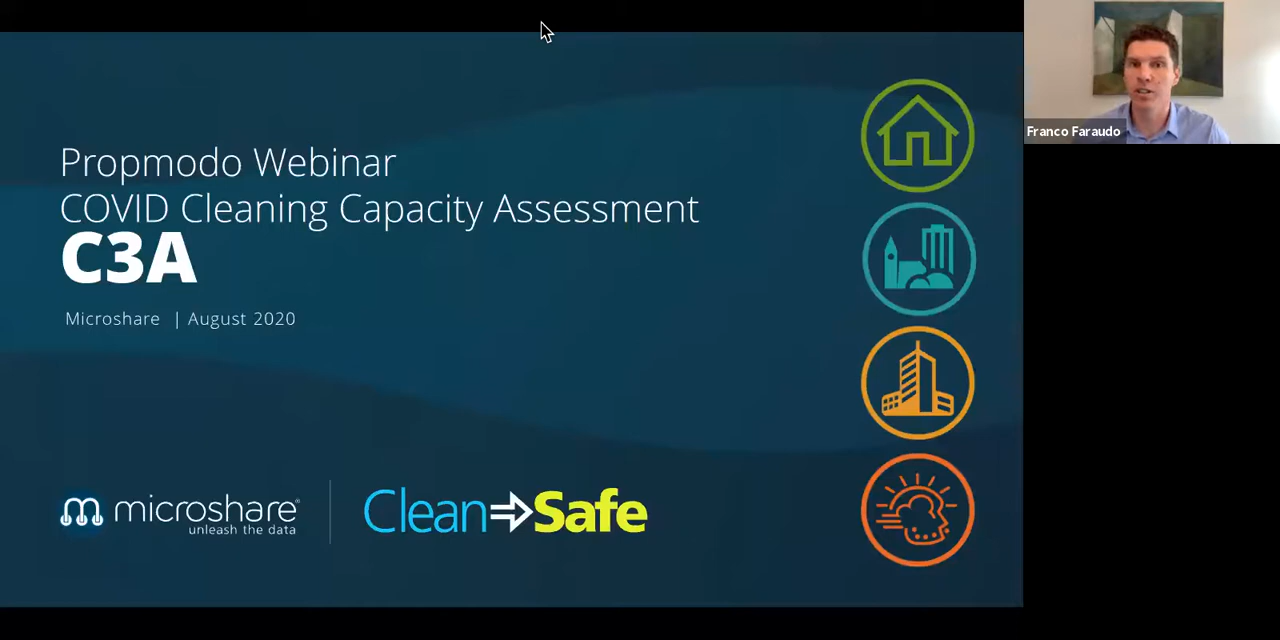 Propmodo Webinar
COVID Cleaning Capacity Assessment
C3A
Microshare | August 2020
microshare®
unleash the data
Clean Safe
Franco Faraudo